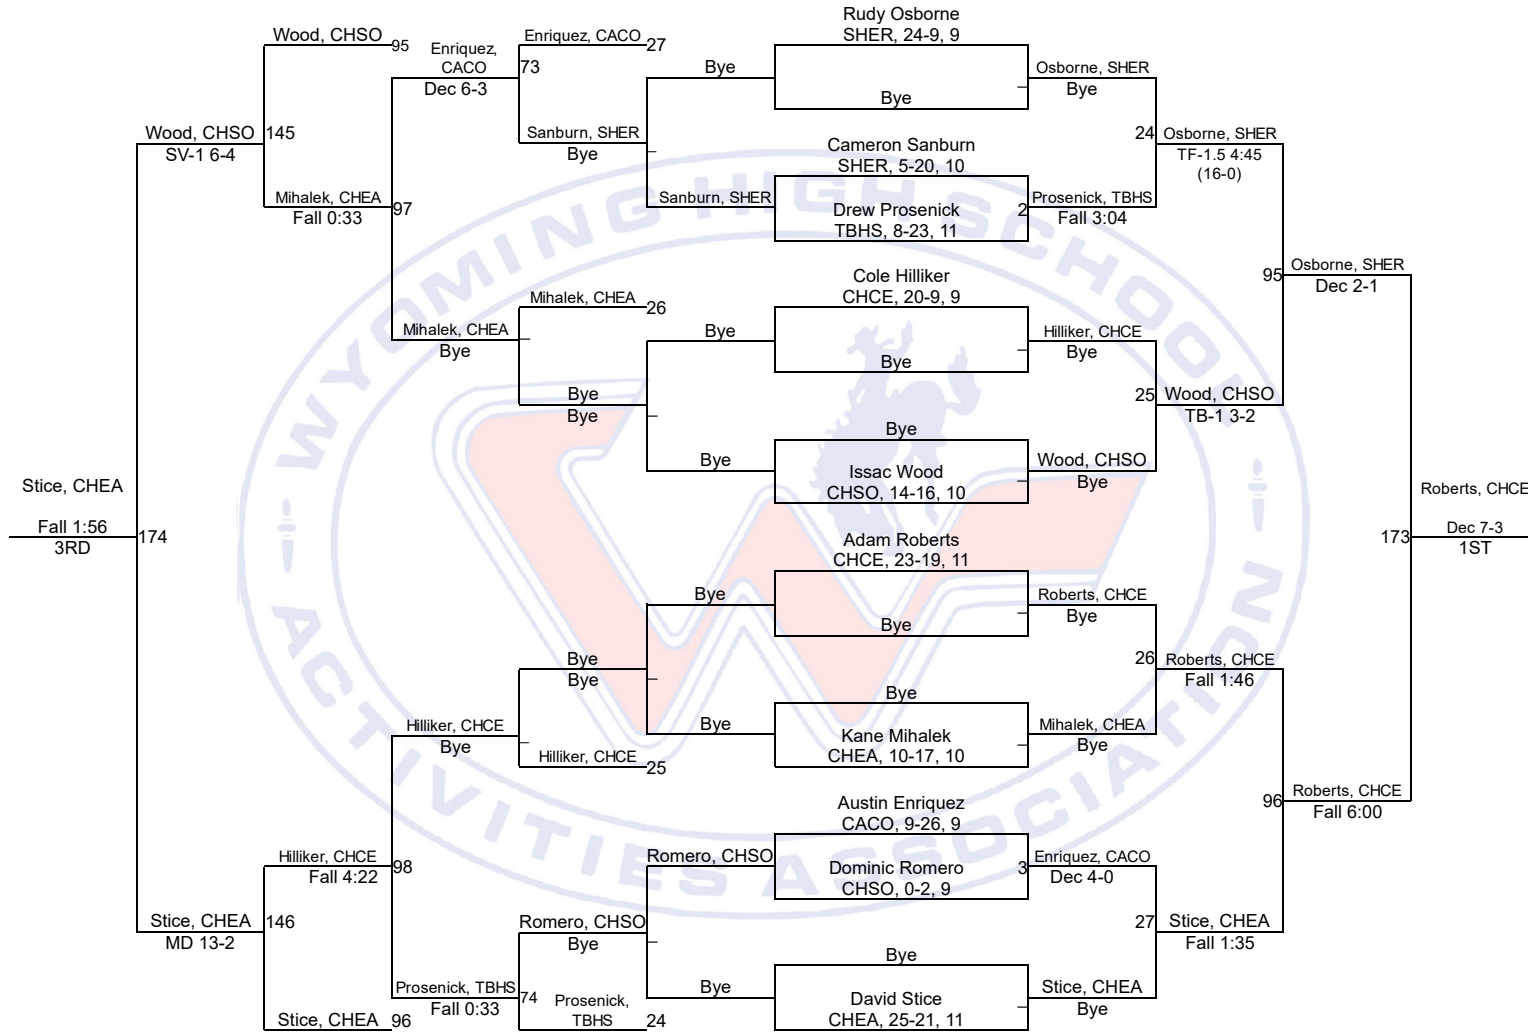 Rudy Osborne
SHER, 24-9, 9
Wood, CHSO
95
Enriquez,
CACO
Dec 6-3
Enriquez, CACO
27
73
Bye
Osborne, SHER
Bye
Bye
Sanburn, SHER
Bye
Wood, CHSO
SV-1 6-4
145
Cameron Sanburn
SHER, 5-20, 10
24
Osborne, SHER
TF-1.5 4:45
(16-0)
Mihalek, CHEA
Fall 0:33
97
Sanburn, SHER
Drew Prosenick
TBHS, 8-23, 11
2
Prosenick, TBHS
Fall 3:04
Cole Hilliker
CHCE, 20-9, 9
95
Osborne, SHER
Dec 2-1
Mihalek, CHEA
26
Mihalek, CHEA
Bye
Bye
Bye
Hilliker, CHCE
Bye
Bye
Bye
25
Wood, CHSO
TB-1 3-2
Bye
Bye
Issac Wood
CHSO, 14-16, 10
Wood, CHSO
Bye
Stice, CHEA
Fall 1:56
3RD
174
Roberts, CHCE
173
Dec 7-3
1ST
Adam Roberts
CHCE, 23-19, 11
Bye
Bye
Roberts, CHCE
Bye
Bye
Bye
26
Roberts, CHCE
Fall 1:46
Bye
Bye
Kane Mihalek
CHEA, 10-17, 10
Mihalek, CHEA
Bye
Hilliker, CHCE
Bye
Hilliker, CHCE
25
96
Roberts, CHCE
Fall 6:00
Austin Enriquez
CACO, 9-26, 9
Hilliker, CHCE
Fall 4:22
98
Romero, CHSO
Dominic Romero
CHSO, 0-2, 9
3
Enriquez, CACO
Dec 4-0
Stice, CHEA
MD 13-2
146
Romero, CHSO
Bye
27
Stice, CHEA
Fall 1:35
Bye
Bye
David Stice
CHEA, 25-21, 11
Stice, CHEA
Bye
Prosenick, TBHS
Fall 0:33
74
Prosenick,
TBHS
24
Stice, CHEA
96
WYOMING HIGH SCHOOL
ACTIVITIES ASSOCIATION
W